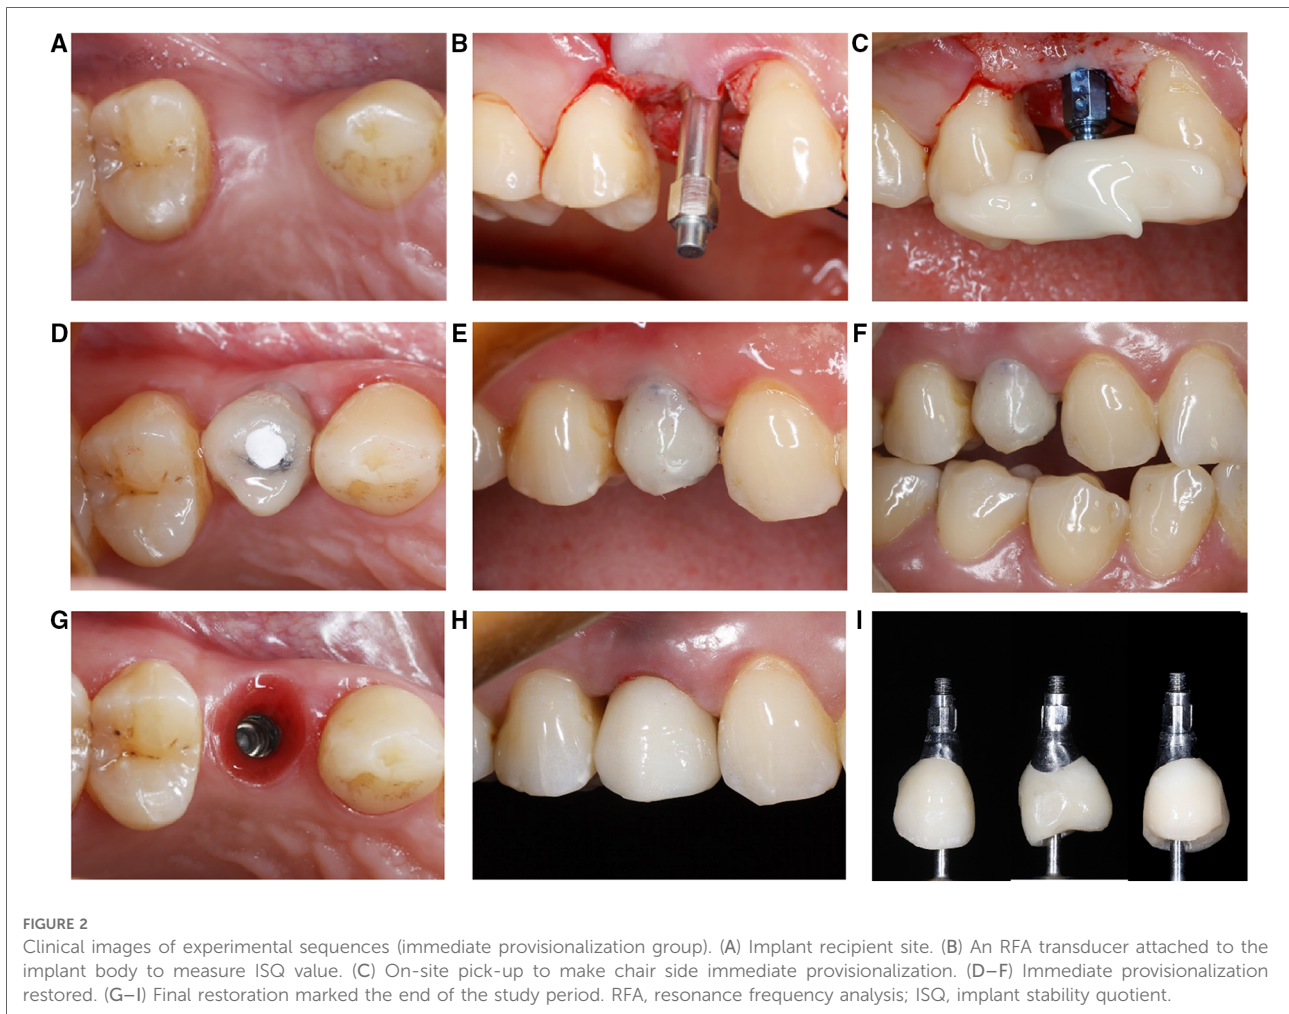 A
B
C
D
E
F
G
H
I
FIGURE 2
Clinical images of experimental sequences (immediate provisionalization group). (A) Implant recipient site. (B) An RFA transducer attached to the
implant body to measure ISQ value. (C) On-site pick-up to make chair side immediate provisionalization. (D–F) Immediate provisionalization
restored. (G–I) Final restoration marked the end of the study period. RFA, resonance frequency analysis; ISQ, implant stability quotient.